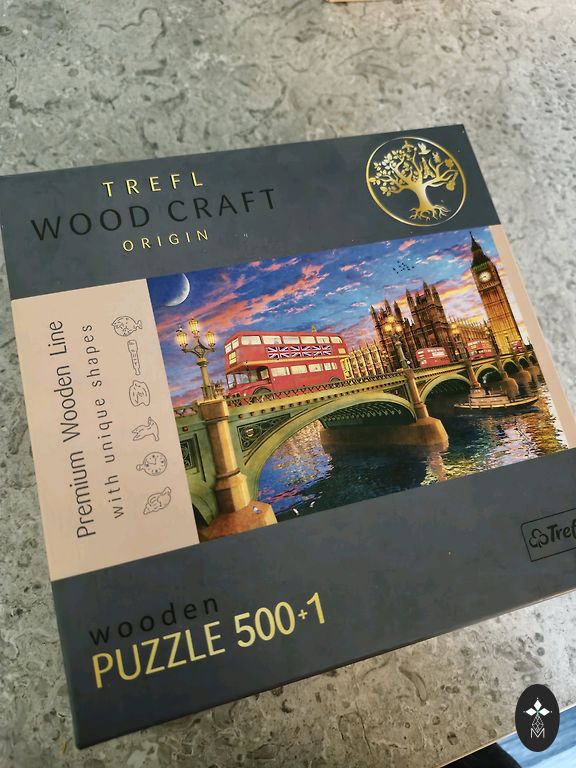 TREFL
WOOD CRAFT
ORIGIN
Premium Wooden Line
with unique shapes
Trefl
wooden
PUZZLE 500+1
M